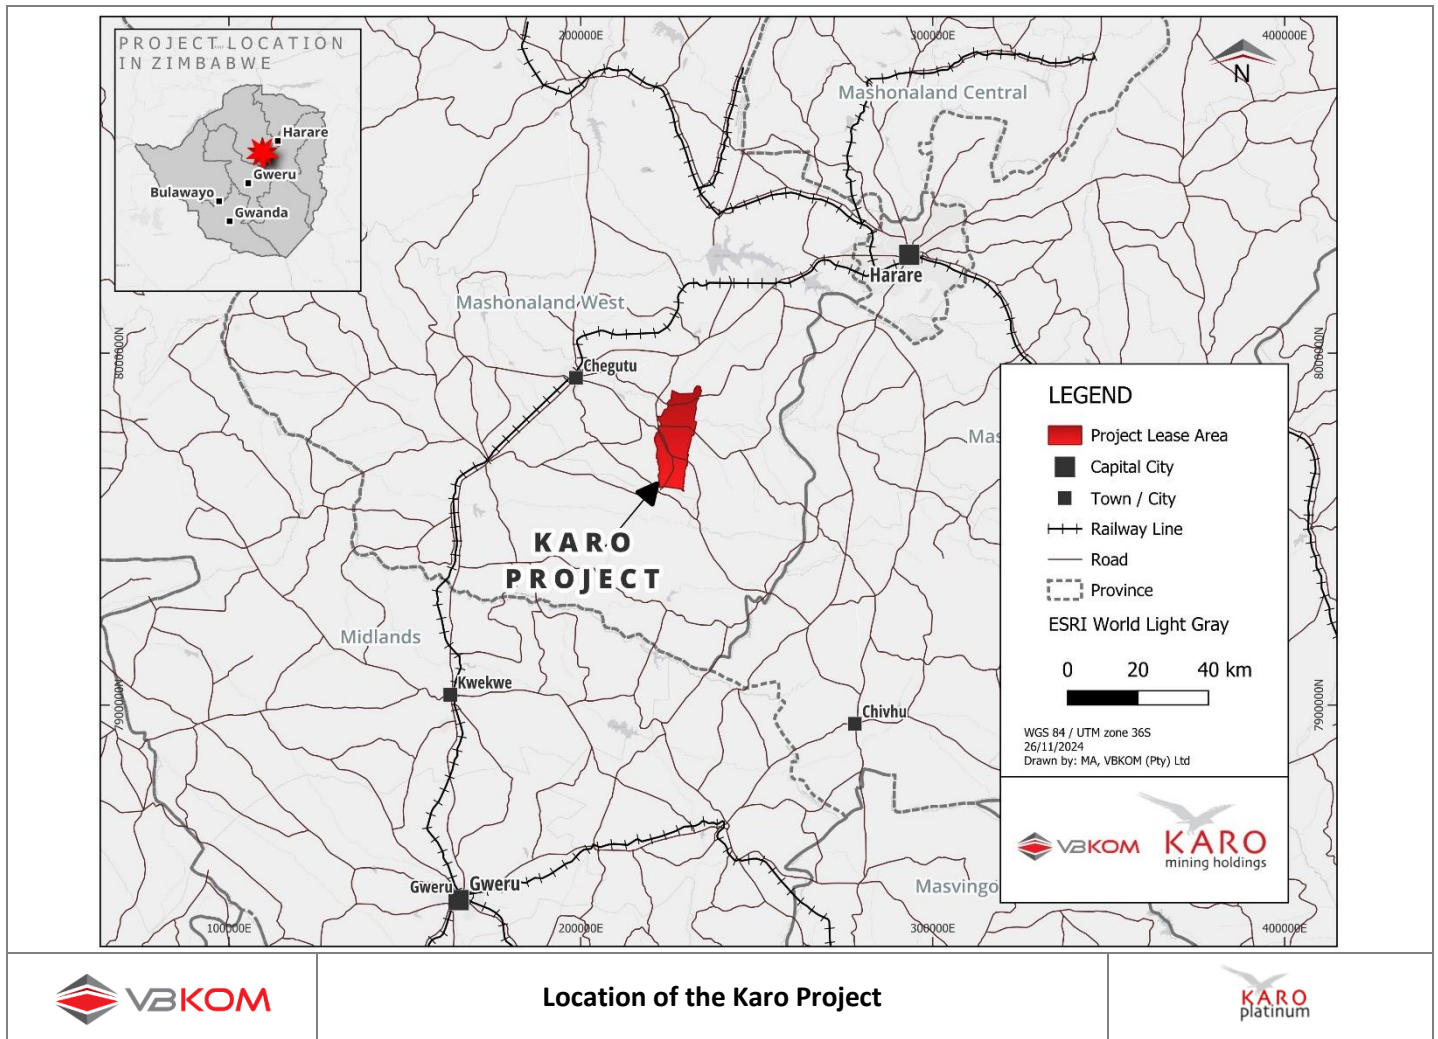 PROJECT LOCATION
IN ZIMBABWE
Harare
Gweru
Bulawayo
Gwanda
200000E
300000E
400000E
N
Mashonaland Central
Harare
Mashonaland West
8000000N
8000000N
Chegutu
Mas
KARO
PROJECT
Midlands
Kwekwe
7900000N
7900000N
Chivhu
Gweru
Gweru
Masvingo
100000E
200000E
300000E
400000E
LEGEND
Project Lease Area
Capital City
Town / City
Railway Line
Road
Province
ESRI World Light Gray
0 20 40 km
WGS 84 / UTM zone 36S
26/11/2024
Drawn by: MA, VBKOM (Pty) Ltd
VBKOM
KARO
mining holdings
VBKOM
Location of the Karo Project
KARO
platinum